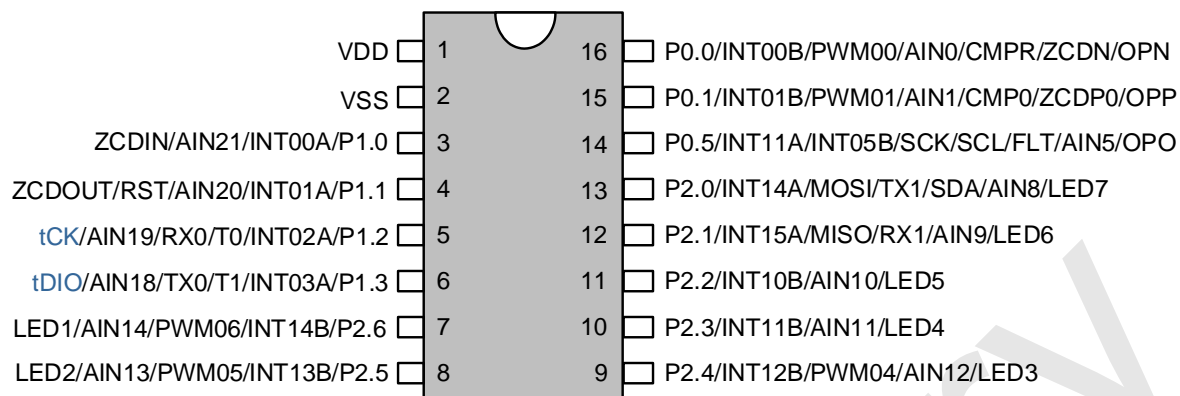 VDD 1 16 P0.0/INT00B/PWM00/AIN0/CMPR/ZCDN/OPN
VSS 2 15 P0.1/INT01B/PWM01/AIN1/CMP0/ZCDP0/OPP
ZCDIN/AIN21/INT00A/P1.0 3 14 P0.5/INT11A/INT05B/SCK/SCL/FLT/AIN5/OPO
ZCDOUT/RST/AIN20/INT01A/P1.1 4 13 P2.0/INT14A/MOSI/TX1/SDA/AIN8/LED7
tCK/AIN19/RX0/T0/INT02A/P1.2 5 12 P2.1/INT15A/MISO/RX1/AIN9/LED6
tDIO/AIN18/TX0/T1/INT03A/P1.3 6 11 P2.2/INT10B/AIN10/LED5
LED1/AIN14/PWM06/INT14B/P2.6 7 10 P2.3/INT11B/AIN11/LED4
LED2/AIN13/PWM05/INT13B/P2.5 8 9 P2.4/INT12B/PWM04/AIN12/LED3